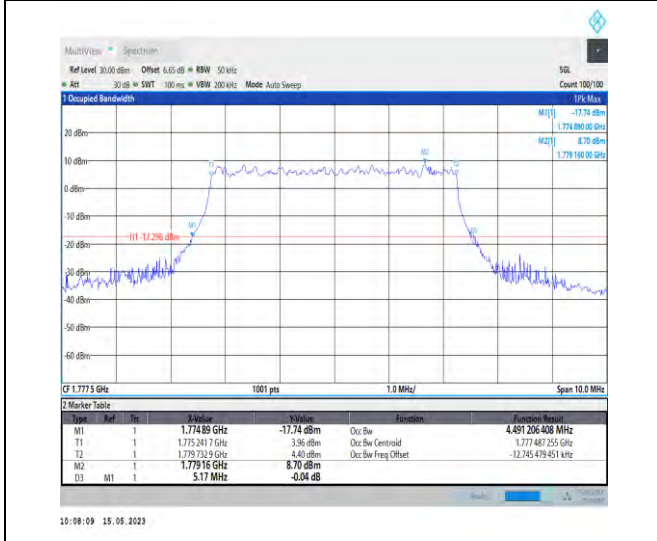 MultiView Spectrum
Ref Level 30.00 dBm Offset 6.65 dB RBW 50 kHz SGL
Att 30 dB SWT 100 ms VBW 200 kHz Mode Auto Sweep Count 100/100
1 Occupied Bandwidth 1Pk Max
M1[1] -17.74 dBm
1.774 890 00 GHz
M2[1] 8.70 dBm
1.779 160 00 GHz
20 dBm
10 dBm
M2
T1
T2
0 dBm
-10 dBm
M1
H1 -17.296 dBm
-20 dBm
-30 dBm
-40 dBm
-50 dBm
-60 dBm
CF 1.777 5 GHz 1001 pts 1.0 MHz/ Span 10.0 MHz
2 Marker Table
Type Ref Trc X-Value Y-Value Function Function Result
M1 1 1.774 89 GHz -17.74 dBm Occ Bw 4.491 206 408 MHz
T1 1 1.775 241 7 GHz 3.96 dBm Occ Bw Centroid 1.777 487 255 GHz
T2 1 1.779 732 9 GHz 4.40 dBm Occ Bw Freq Offset -12.745 479 451 kHz
M2 1 1.779 16 GHz 8.70 dBm
D3 M1 1 5.17 MHz -0.04 dB
10:08:09 15.05.2023